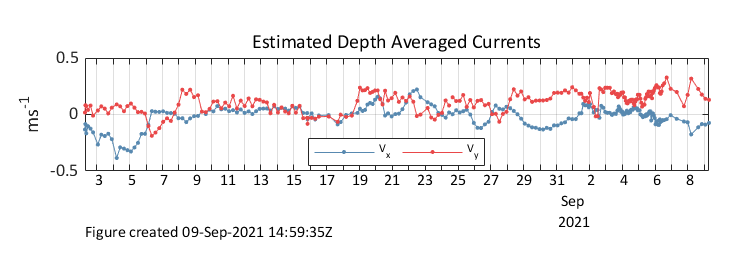 Estimated Depth Averaged Currents
0.5
0
-0.5
ms⁻¹
Vₓ
Vᵧ
3 5 7 9 11 13 15 17 19 21 23 25 27 29 31 2 4 6 8
Sep
2021
Figure created 09-Sep-2021 14:59:35Z